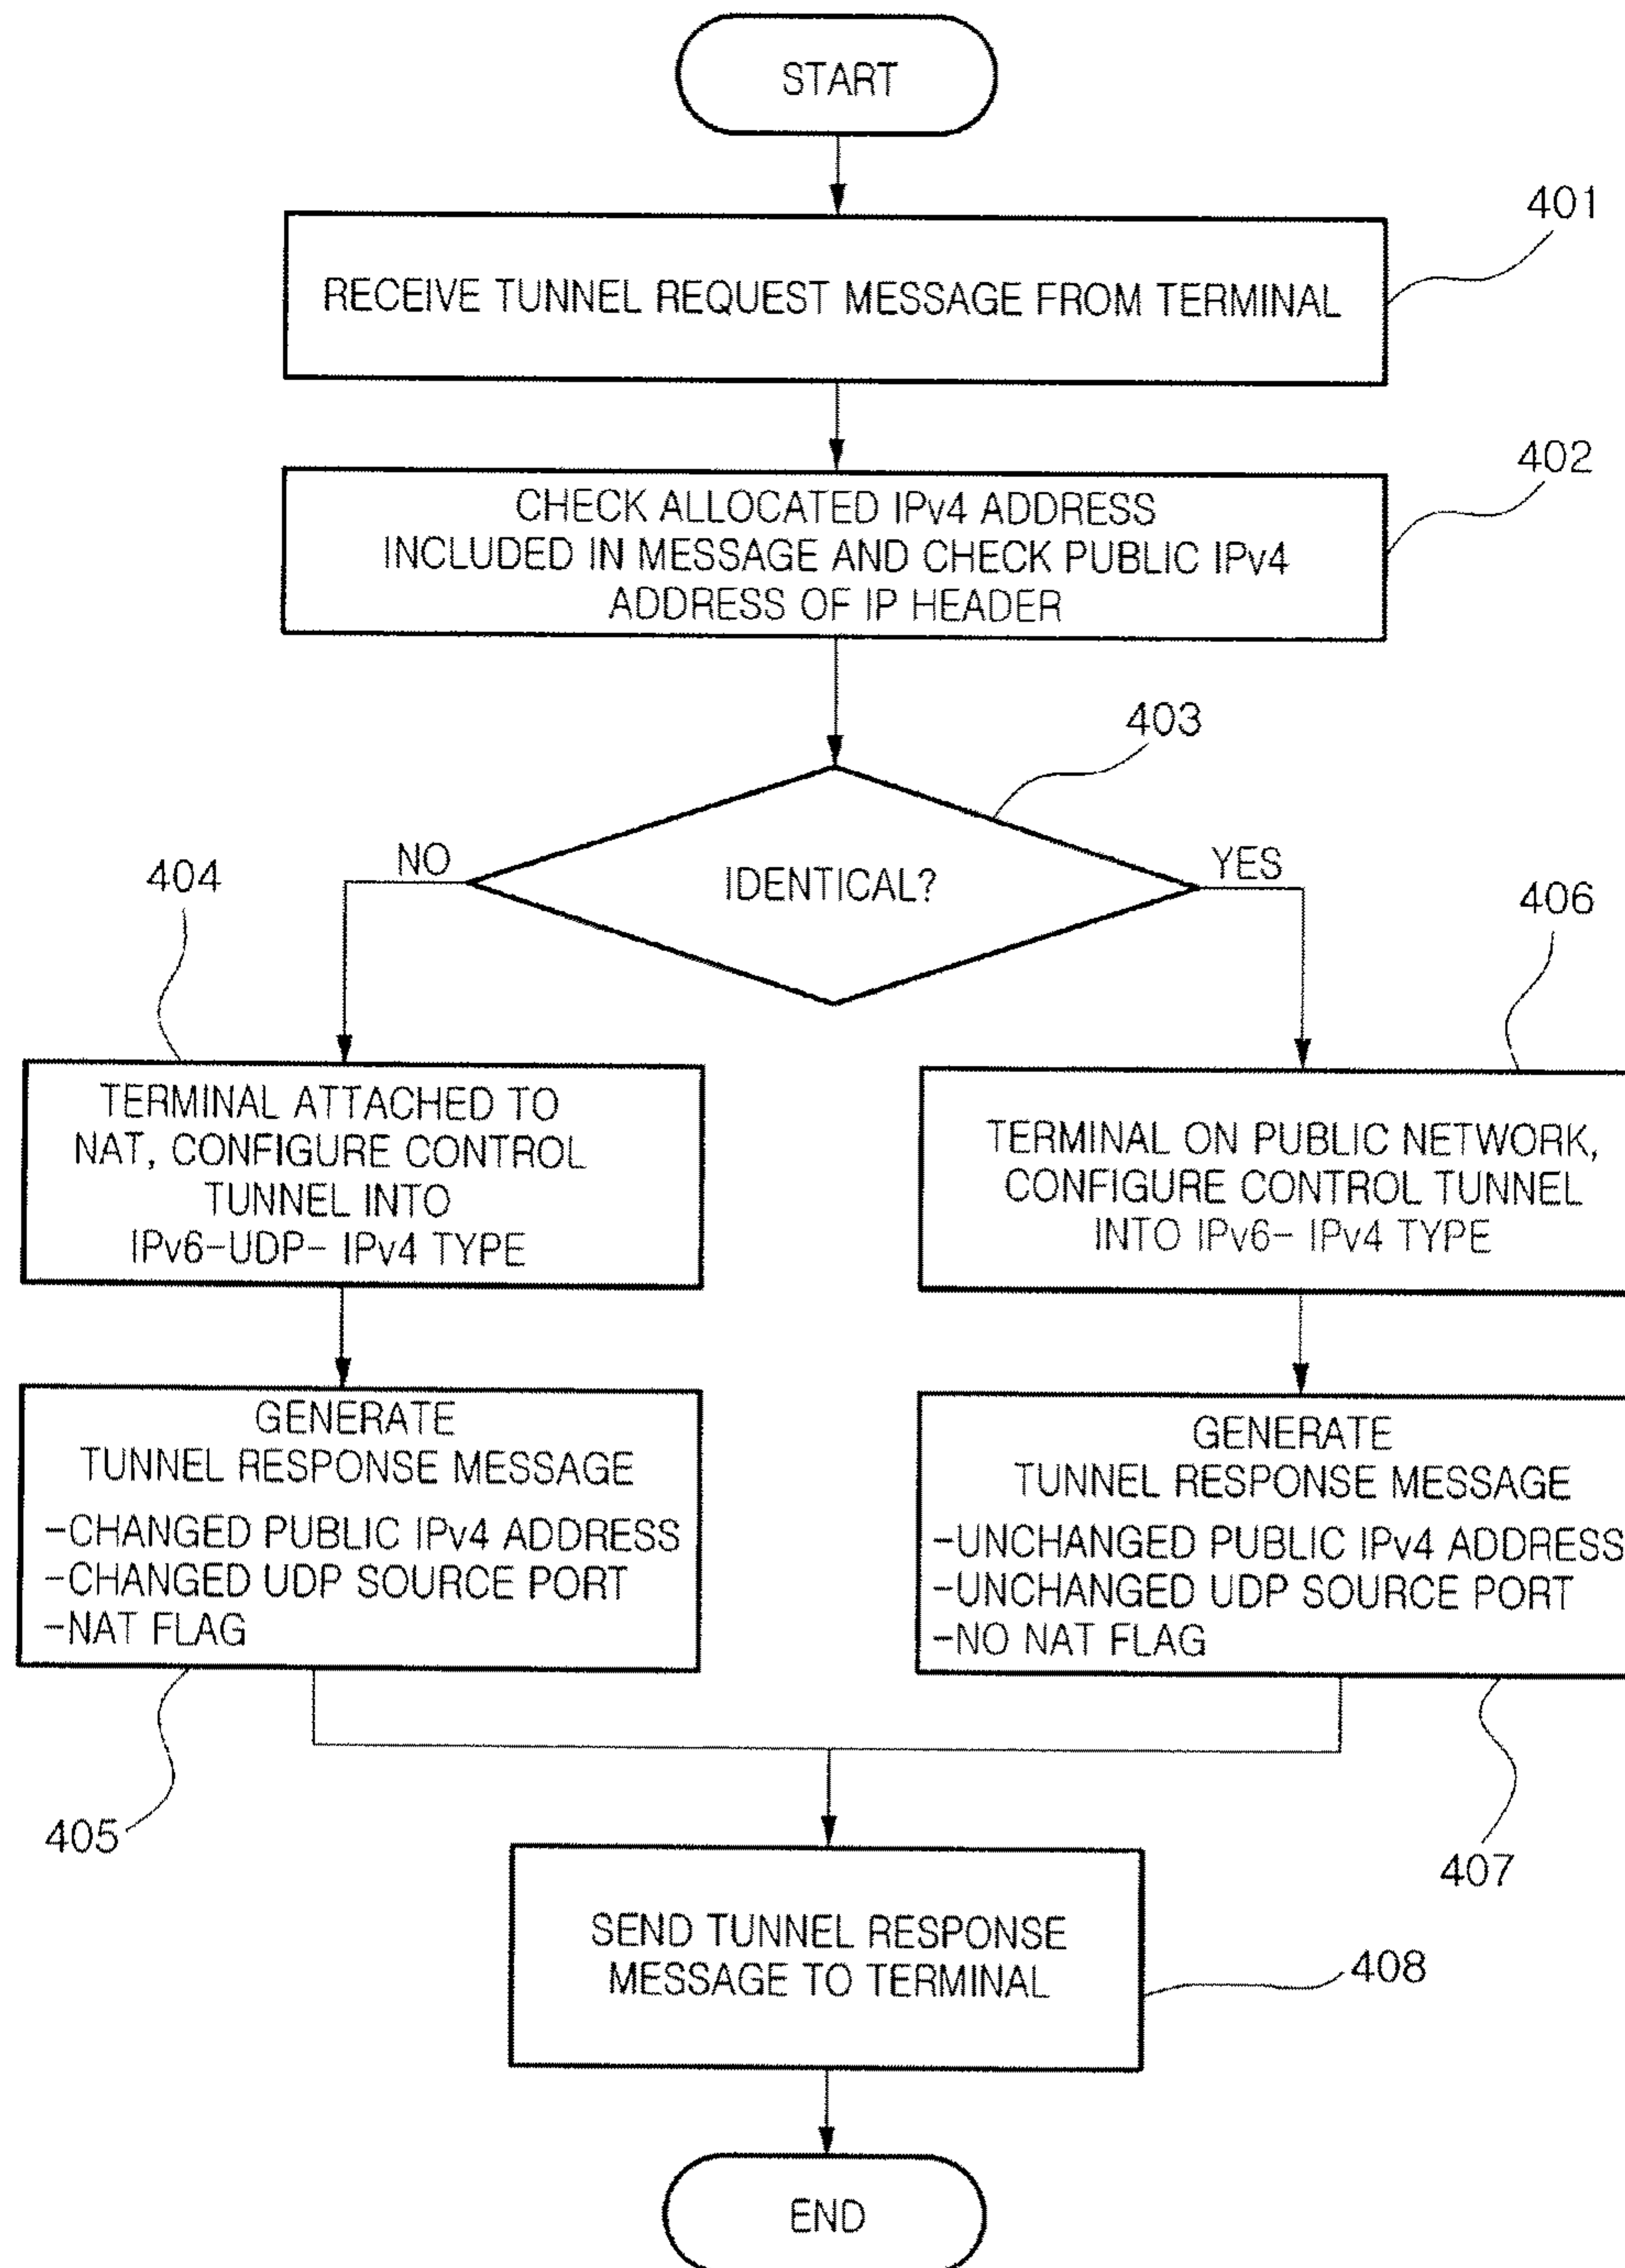 START
401
RECEIVE TUNNEL REQUEST MESSAGE FROM TERMINAL
402
CHECK ALLOCATED IPv4 ADDRESS
INCLUDED IN MESSAGE AND CHECK PUBLIC IPv4
ADDRESS OF IP HEADER
403
IDENTICAL?
NO
YES
404
TERMINAL ATTACHED TO
NAT, CONFIGURE CONTROL
TUNNEL INTO
IPv6-UDP- IPv4 TYPE
406
TERMINAL ON PUBLIC NETWORK,
CONFIGURE CONTROL TUNNEL
INTO IPv6- IPv4 TYPE
GENERATE
TUNNEL RESPONSE MESSAGE
-CHANGED PUBLIC IPv4 ADDRESS
-CHANGED UDP SOURCE PORT
-NAT FLAG
405
GENERATE
TUNNEL RESPONSE MESSAGE
-UNCHANGED PUBLIC IPv4 ADDRESS
-UNCHANGED UDP SOURCE PORT
-NO NAT FLAG
407
SEND TUNNEL RESPONSE
MESSAGE TO TERMINAL
408
END